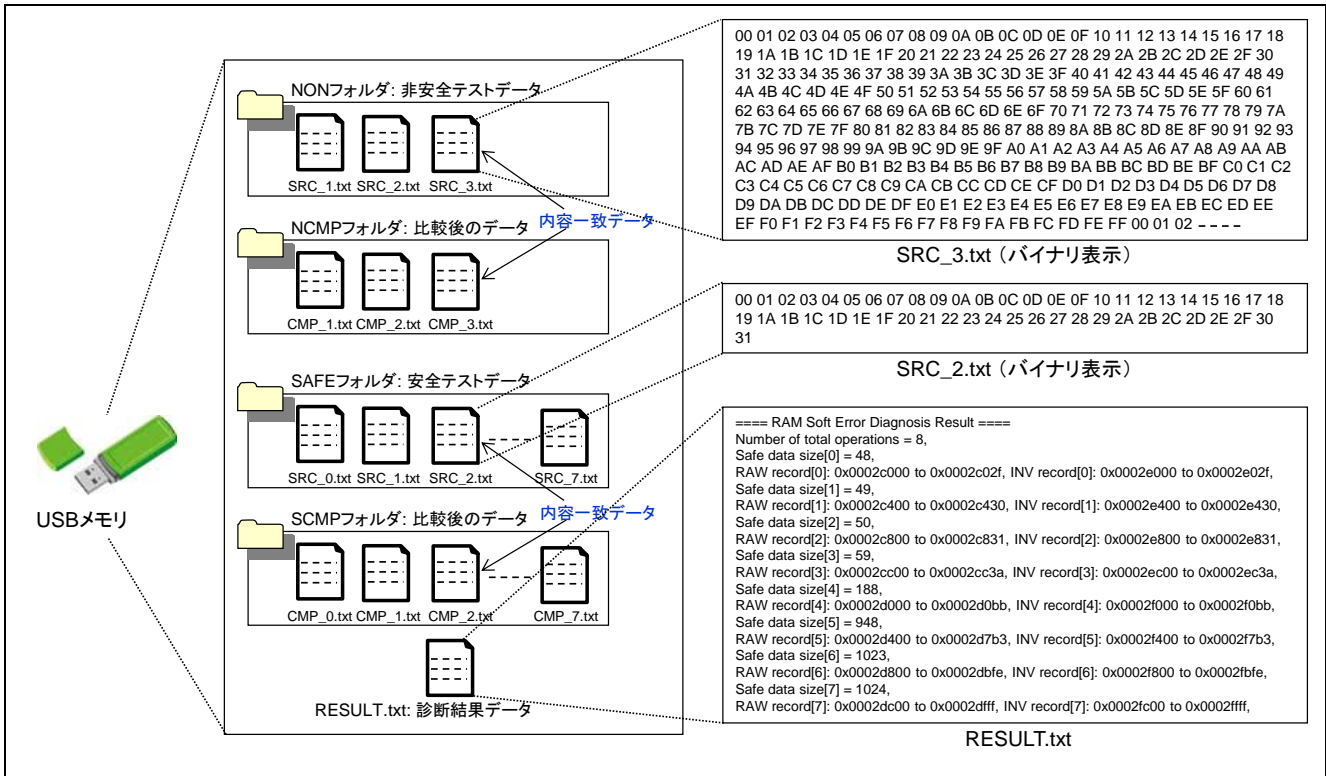 USBメモリ
NONフォルダ: 非安全テストデータ
SRC_1.txt SRC_2.txt SRC_3.txt
内容一致データ
NCMPフォルダ: 比較後のデータ
CMP_1.txt CMP_2.txt CMP_3.txt
SAFEフォルダ: 安全テストデータ
SRC_0.txt SRC_1.txt SRC_2.txt SRC_7.txt
内容一致データ
SCMPフォルダ: 比較後のデータ
CMP_0.txt CMP_1.txt CMP_2.txt CMP_7.txt
RESULT.txt: 診断結果データ
00 01 02 03 04 05 06 07 08 09 0A 0B 0C 0D 0E 0F 10 11 12 13 14 15 16 17 18
19 1A 1B 1C 1D 1E 1F 20 21 22 23 24 25 26 27 28 29 2A 2B 2C 2D 2E 2F 30
31 32 33 34 35 36 37 38 39 3A 3B 3C 3D 3E 3F 40 41 42 43 44 45 46 47 48 49
4A 4B 4C 4D 4E 4F 50 51 52 53 54 55 56 57 58 59 5A 5B 5C 5D 5E 5F 60 61
62 63 64 65 66 67 68 69 6A 6B 6C 6D 6E 6F 70 71 72 73 74 75 76 77 78 79 7A
7B 7C 7D 7E 7F 80 81 82 83 84 85 86 87 88 89 8A 8B 8C 8D 8E 8F 90 91 92 93
94 95 96 97 98 99 9A 9B 9C 9D 9E 9F A0 A1 A2 A3 A4 A5 A6 A7 A8 A9 AA AB
AC AD AE AF B0 B1 B2 B3 B4 B5 B6 B7 B8 B9 BA BB BC BD BE BF C0 C1 C2
C3 C4 C5 C6 C7 C8 C9 CA CB CC CD CE CF D0 D1 D2 D3 D4 D5 D6 D7 D8
D9 DA DB DC DD DE DF E0 E1 E2 E3 E4 E5 E6 E7 E8 E9 EA EB EC ED EE
EF F0 F1 F2 F3 F4 F5 F6 F7 F8 F9 FA FB FC FD FE FF 00 01 02 ----
SRC_3.txt (バイナリ表示)
00 01 02 03 04 05 06 07 08 09 0A 0B 0C 0D 0E 0F 10 11 12 13 14 15 16 17 18
19 1A 1B 1C 1D 1E 1F 20 21 22 23 24 25 26 27 28 29 2A 2B 2C 2D 2E 2F 30
31
SRC_2.txt (バイナリ表示)
==== RAM Soft Error Diagnosis Result ====
Number of total operations = 8,
Safe data size[0] = 48,
RAW record[0]: 0x0002c000 to 0x0002c02f, INV record[0]: 0x0002e000 to 0x0002e02f,
Safe data size[1] = 49,
RAW record[1]: 0x0002c400 to 0x0002c430, INV record[1]: 0x0002e400 to 0x0002e430,
Safe data size[2] = 50,
RAW record[2]: 0x0002c800 to 0x0002c831, INV record[2]: 0x0002e800 to 0x0002e831,
Safe data size[3] = 59,
RAW record[3]: 0x0002cc00 to 0x0002cc3a, INV record[3]: 0x0002ec00 to 0x0002ec3a,
Safe data size[4] = 188,
RAW record[4]: 0x0002d000 to 0x0002d0bb, INV record[4]: 0x0002f000 to 0x0002f0bb,
Safe data size[5] = 948,
RAW record[5]: 0x0002d400 to 0x0002d7b3, INV record[5]: 0x0002f400 to 0x0002f7b3,
Safe data size[6] = 1023,
RAW record[6]: 0x0002d800 to 0x0002dbfe, INV record[6]: 0x0002f800 to 0x0002fbfe,
Safe data size[7] = 1024,
RAW record[7]: 0x0002dc00 to 0x0002dfff, INV record[7]: 0x0002fc00 to 0x0002ffff,
RESULT.txt